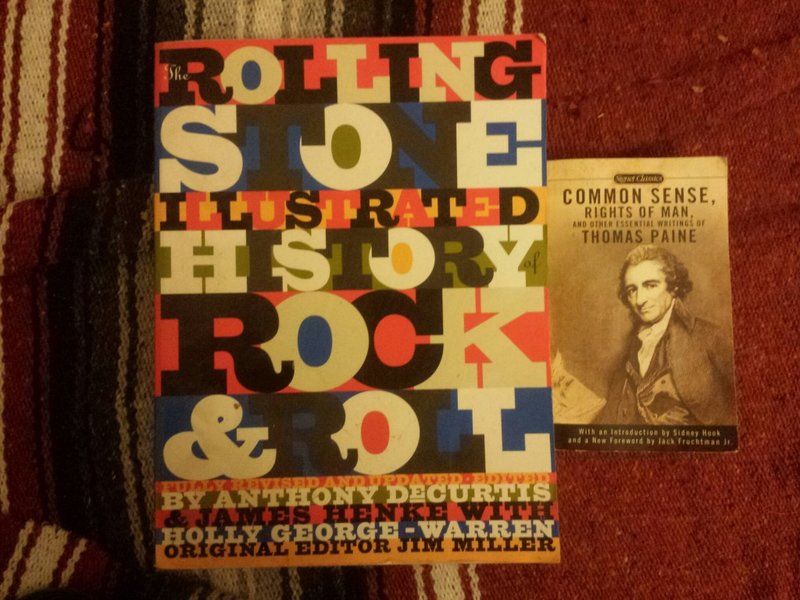 The ROLLING
STONE
ILLUSTRATED
HISTORY of
ROCK
& ROLL
FULLY REVISED AND UPDATED · EDITED
BY ANTHONY DeCURTIS
& JAMES HENKE WITH
HOLLY GEORGE-WARREN
ORIGINAL EDITOR JIM MILLER
Signet Classics
COMMON SENSE,
RIGHTS OF MAN,
AND OTHER ESSENTIAL WRITINGS OF
THOMAS PAINE
With an Introduction by Sidney Hook
and a New Foreword by Jack Fruchtman Jr.